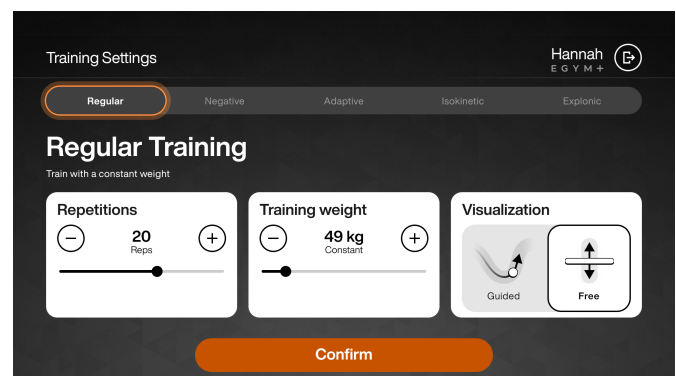 Training Settings
Hannah
EGYM+
Regular
Negative
Adaptive
Isokinetic
Explonic
Regular Training
Train with a constant weight
Repetitions
20
Reps
Training weight
49 kg
Constant
Visualization
Guided
Free
Confirm